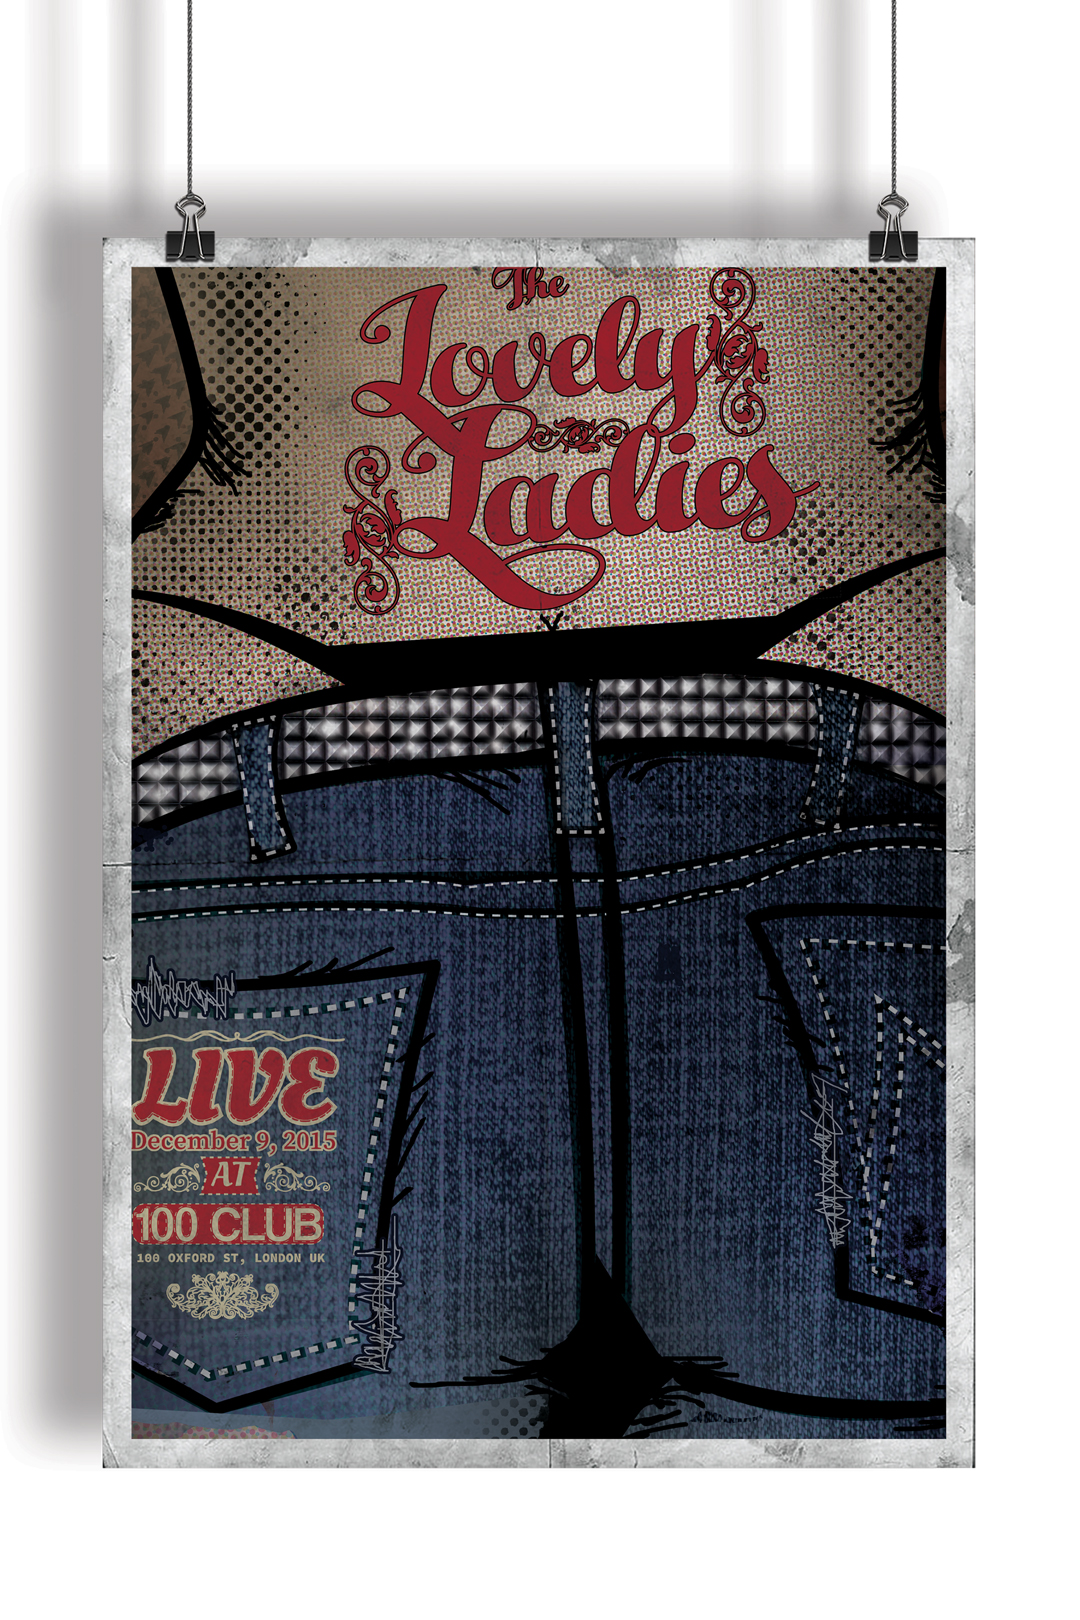 The
Lovely
Ladies
LIVE
December 9, 2015
AT
100 CLUB
100 OXFORD ST, LONDON UK